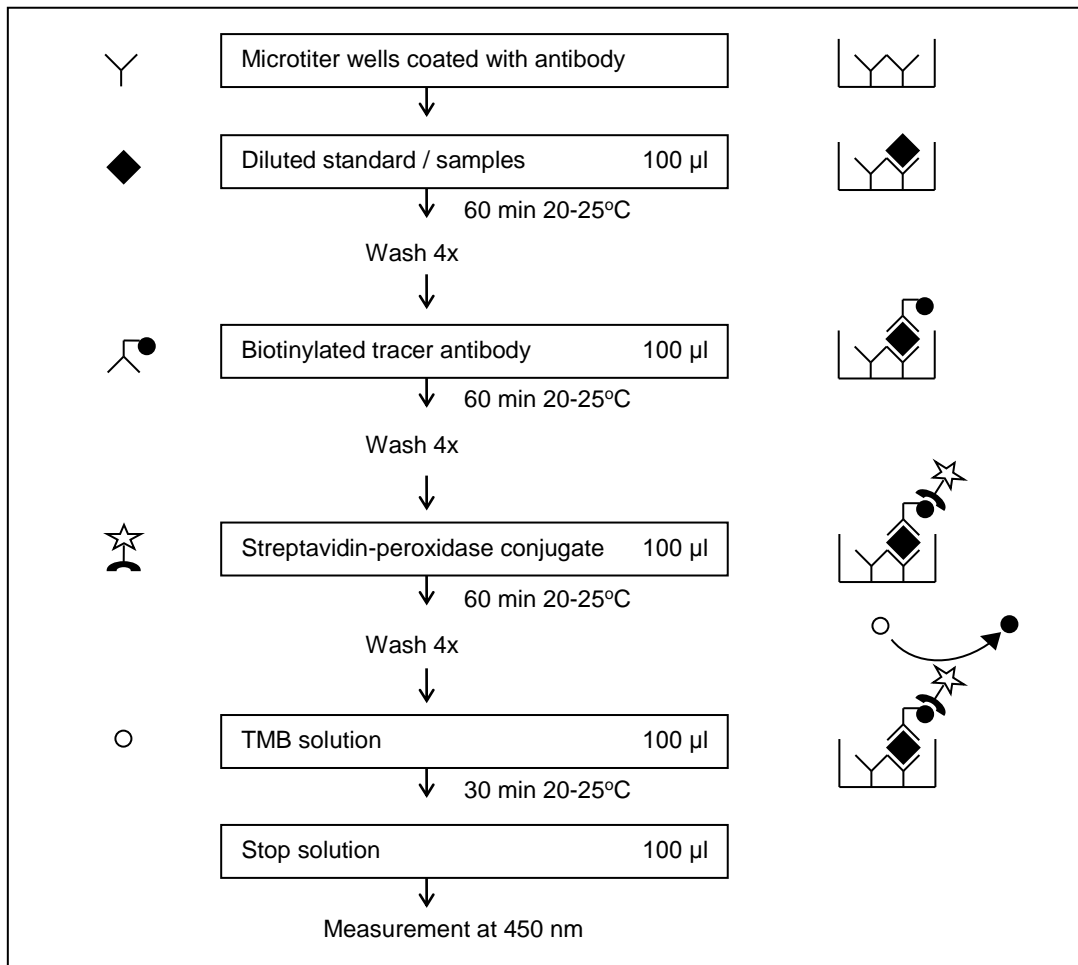 Microtiter wells coated with antibody
Diluted standard / samples 100 µl
60 min 20-25ºC
Wash 4x
Biotinylated tracer antibody 100 µl
60 min 20-25ºC
Wash 4x
Streptavidin-peroxidase conjugate 100 µl
60 min 20-25ºC
Wash 4x
TMB solution 100 µl
30 min 20-25ºC
Stop solution 100 µl
Measurement at 450 nm